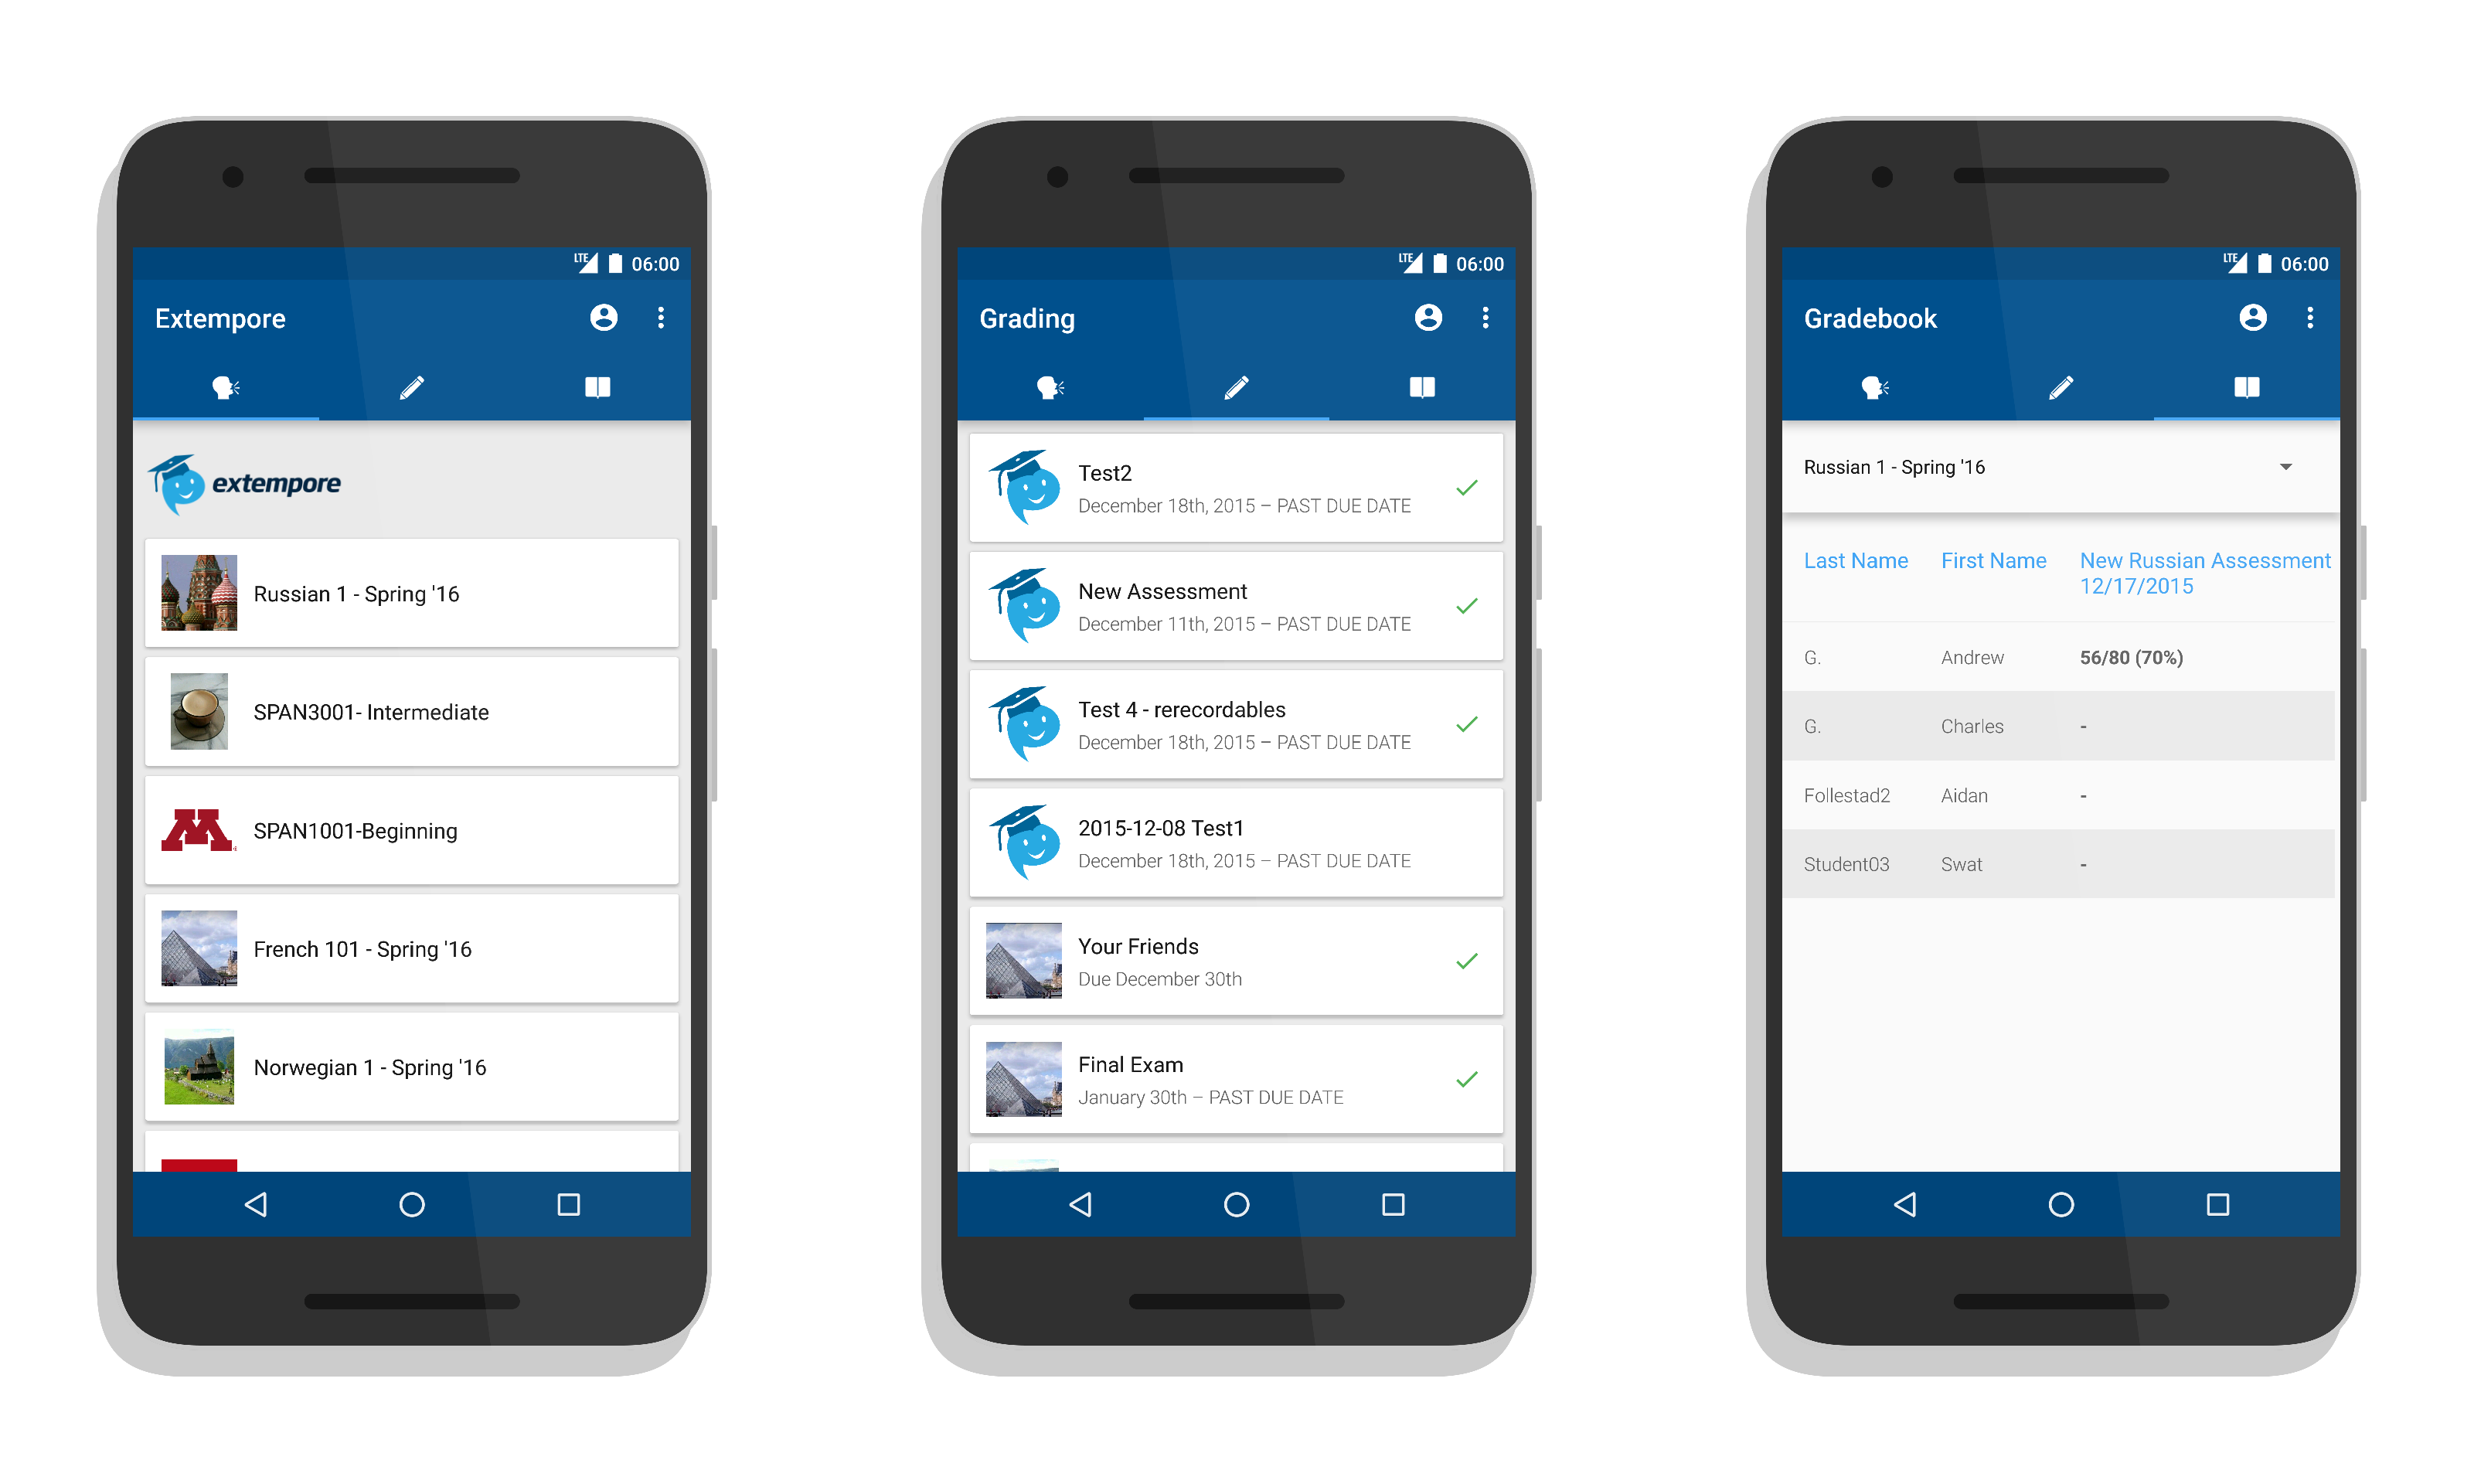 LTE 06:00
Extempore
extempore
Russian 1 - Spring '16
SPAN3001- Intermediate
SPAN1001-Beginning
French 101 - Spring '16
Norwegian 1 - Spring '16
LTE 06:00
Grading
Test2
December 18th, 2015 – PAST DUE DATE
New Assessment
December 11th, 2015 – PAST DUE DATE
Test 4 - rerecordables
December 18th, 2015 – PAST DUE DATE
2015-12-08 Test1
December 18th, 2015 – PAST DUE DATE
Your Friends
Due December 30th
Final Exam
January 30th – PAST DUE DATE
LTE 06:00
Gradebook
Russian 1 - Spring '16
Last Name First Name New Russian Assessment
12/17/2015
G. Andrew 56/80 (70%)
G. Charles -
Follestad2 Aidan -
Student03 Swat -